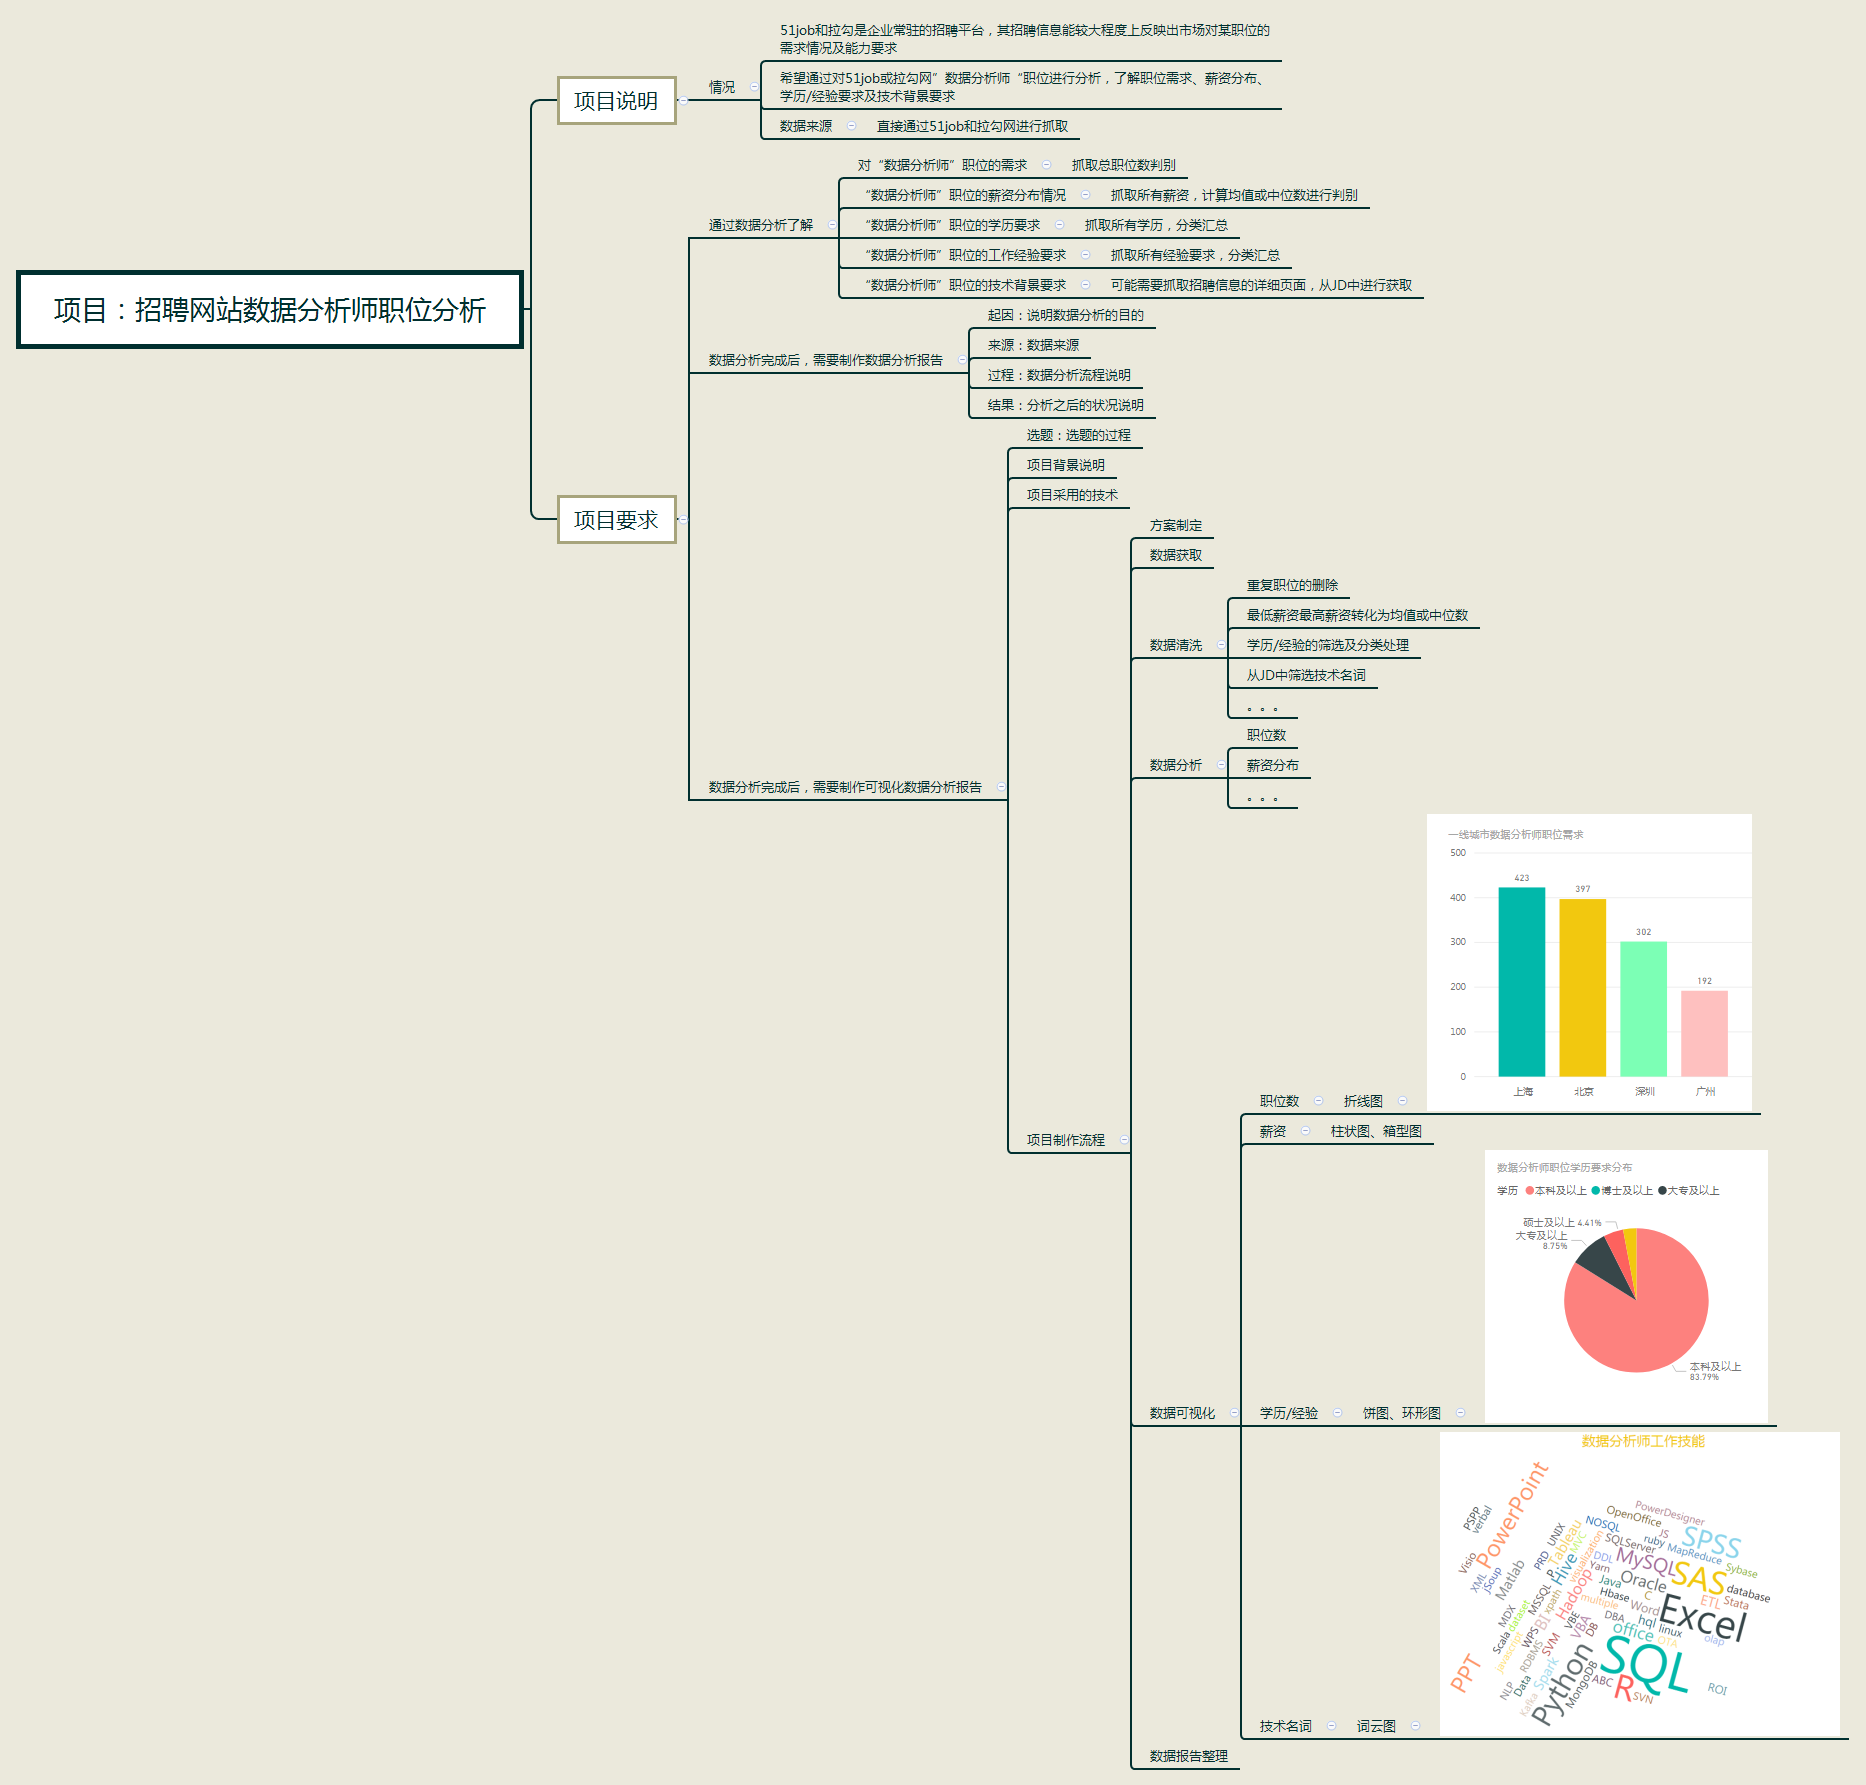 项目：招聘网站数据分析师职位分析
项目说明
情况
51job和拉勾是企业常驻的招聘平台，其招聘信息能较大程度上反映出市场对某职位的
需求情况及能力要求
希望通过对51job或拉勾网”数据分析师“职位进行分析，了解职位需求、薪资分布、
学历/经验要求及技术背景要求
数据来源
直接通过51job和拉勾网进行抓取
项目要求
通过数据分析了解
对“数据分析师”职位的需求
抓取总职位数判别
“数据分析师”职位的薪资分布情况
抓取所有薪资，计算均值或中位数进行判别
“数据分析师”职位的学历要求
抓取所有学历，分类汇总
“数据分析师”职位的工作经验要求
抓取所有经验要求，分类汇总
“数据分析师”职位的技术背景要求
可能需要抓取招聘信息的详细页面，从JD中进行获取
数据分析完成后，需要制作数据分析报告
起因：说明数据分析的目的
来源：数据来源
过程：数据分析流程说明
结果：分析之后的状况说明
数据分析完成后，需要制作可视化数据分析报告
选题：选题的过程
项目背景说明
项目采用的技术
项目制作流程
方案制定
数据获取
数据清洗
重复职位的删除
最低薪资最高薪资转化为均值或中位数
学历/经验的筛选及分类处理
从JD中筛选技术名词
。。。
数据分析
职位数
薪资分布
。。。
数据可视化
职位数
折线图
一线城市数据分析师职位需求
500
400
300
200
100
0
423
397
302
192
上海
北京
深圳
广州
薪资
柱状图、箱型图
学历/经验
饼图、环形图
数据分析师职位学历要求分布
学历 本科及以上 博士及以上 大专及以上
硕士及以上 4.41%
大专及以上
8.75%
本科及以上
83.79%
技术名词
词云图
数据分析师工作技能
PowerPoint
PSPP
verbal
Visio
XML
jSoup
Matlab
PRD
UNIX
Tableau
MVC
Hive
P
visualization
NOSQL
OpenOffice
PowerDesigner
JS
SQLServer
ruby
MapReduce
SPSS
DDL
Yarn
MySQL
SAS
Sybase
Java
Oracle
database
Hbase
C
ETL
Stata
Word
Excel
MDX
dataset
MSSQL
xpath
Hadoop
multiple
Scala
javascript
WPS
BI
VBE
VBA
DBA
DB
hql
linux
olap
office
OTA
RDBMS
SVM
SQL
PPT
NLP
Data
Spark
Kafka
Python
MongoDB
ABC
R
SVN
ROI
数据报告整理